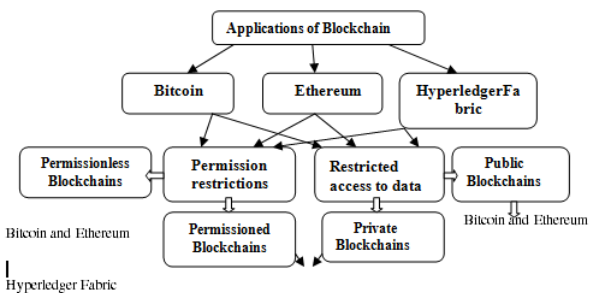 Applications of Blockchain
Bitcoin
Ethereum
HyperledgerFa
bric
Permissionless
Blockchains
Permission
restrictions
Restricted
access to data
Public
Blockchains
Bitcoin and Ethereum
Permissioned
Blockchains
Private
Blockchains
Bitcoin and Ethereum
Hyperledger Fabric